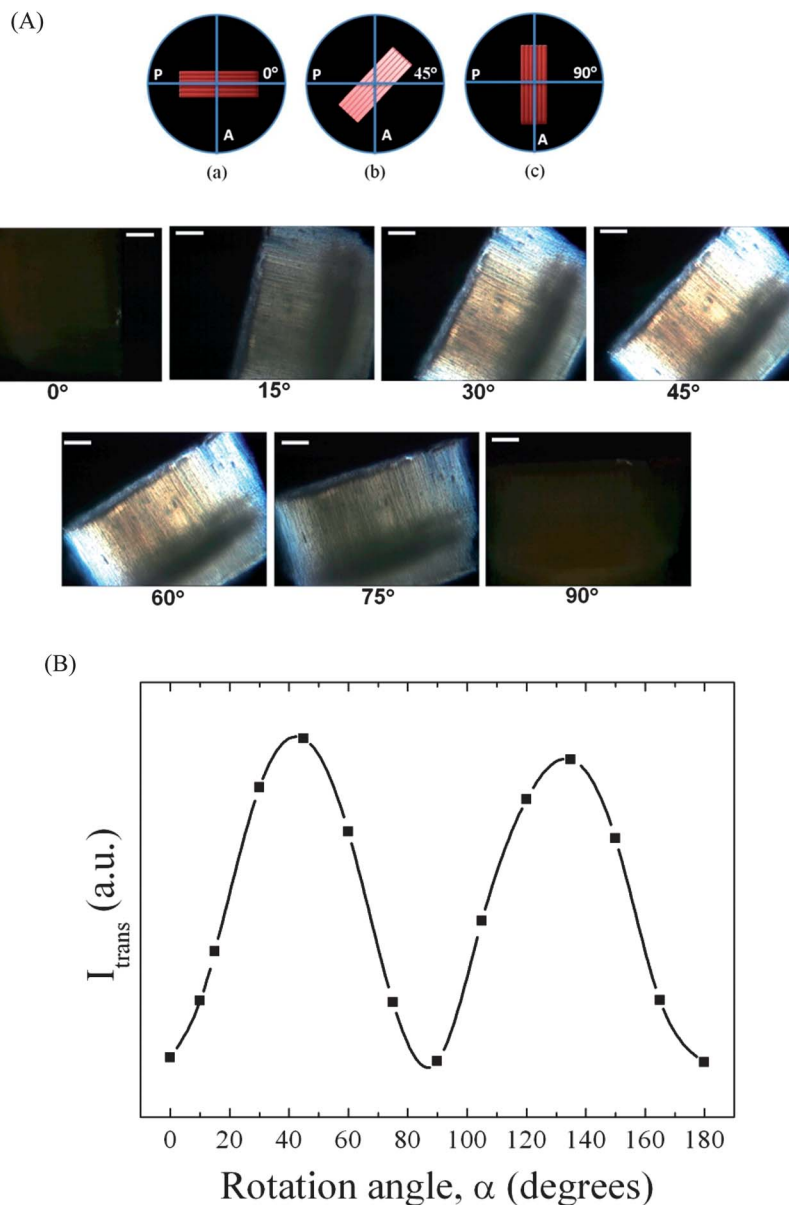 (A)
P 0° P 45° P 90°
A A A
(a) (b) (c)
0° 15° 30° 45°
60° 75° 90°
(B)
I_trans (a.u.)
0 20 40 60 80 100 120 140 160 180
Rotation angle, α (degrees)